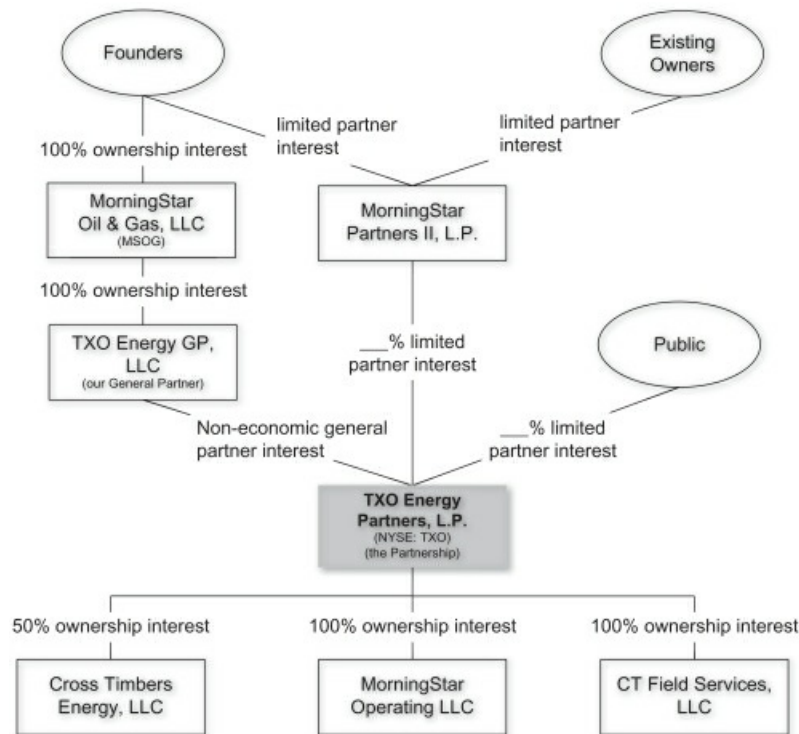 Founders
Existing
Owners
limited partner
interest
limited partner
interest
100% ownership interest
MorningStar
Oil & Gas, LLC
(MSOG)
MorningStar
Partners II, L.P.
100% ownership interest
TXO Energy GP,
LLC
(our General Partner)
___% limited
partner interest
Public
Non-economic general
partner interest
___% limited
partner interest
TXO Energy
Partners, L.P.
(NYSE: TXO)
(the Partnership)
50% ownership interest
100% ownership interest
100% ownership interest
Cross Timbers
Energy, LLC
MorningStar
Operating LLC
CT Field Services,
LLC